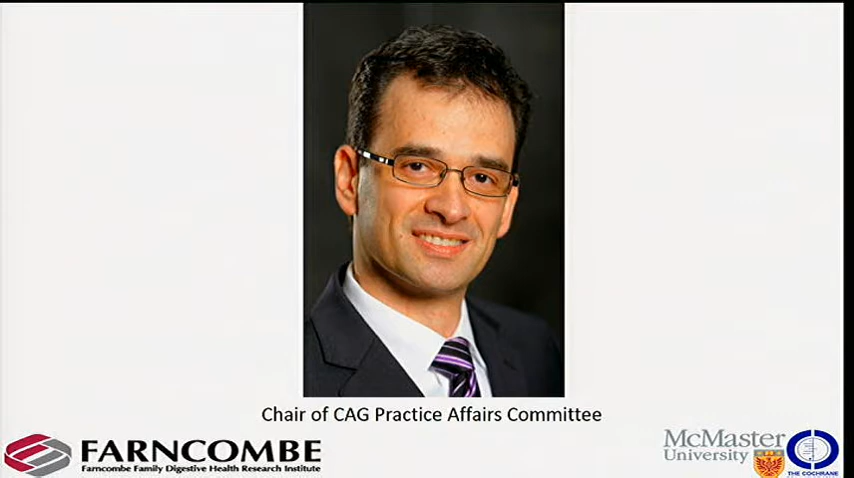 Chair of CAG Practice Affairs Committee
FARNCOMBE
Farncombe Family Digestive Health Research Institute
McMaster
University
THE COCHRANE